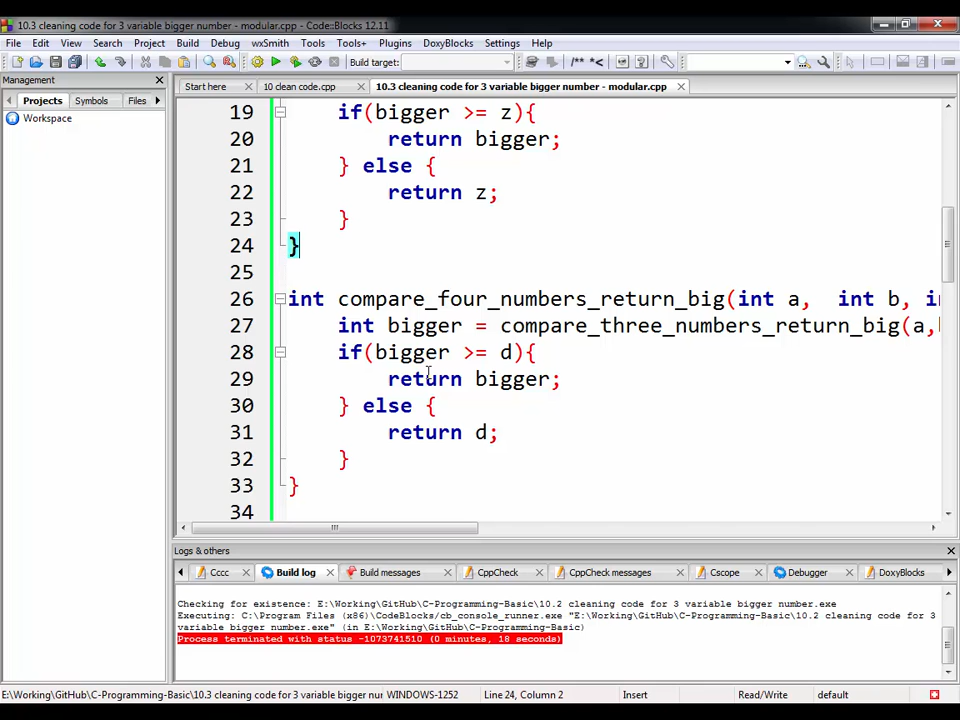 10.3 cleaning code for 3 variable bigger number - modular.cpp - Code::Blocks 12.11
File Edit View Search Project Build Debug wxSmith Tools Tools+ Plugins DoxyBlocks Settings Help
Build target: /** *<
Management
Projects Symbols Files
Workspace
Start here 10 clean code.cpp 10.3 cleaning code for 3 variable bigger number - modular.cpp
19 if(bigger >= z){
20 return bigger;
21 } else {
22 return z;
23 }
24 }
25
26 int compare_four_numbers_return_big(int a, int b, in
27 int bigger = compare_three_numbers_return_big(a,b
28 if(bigger >= d){
29 return bigger;
30 } else {
31 return d;
32 }
33 }
34
Logs & others
Cccc Build log Build messages CppCheck CppCheck messages Cscope Debugger DoxyBlocks
Checking for existence: E:\Working\GitHub\C-Programming-Basic\10.2 cleaning code for 3 variable bigger number.exe
Executing: C:\Program Files (x86)\CodeBlocks/cb_console_runner.exe "E:\Working\GitHub\C-Programming-Basic\10.2 cleaning code for 3
variable bigger number.exe" (in E:\Working\GitHub\C-Programming-Basic)
Process terminated with status -1073741510 (0 minutes, 18 seconds)
E:\Working\GitHub\C-Programming-Basic\10.3 cleaning code for 3 variable bigger nur WINDOWS-1252 Line 24, Column 2 Insert Read/Write default